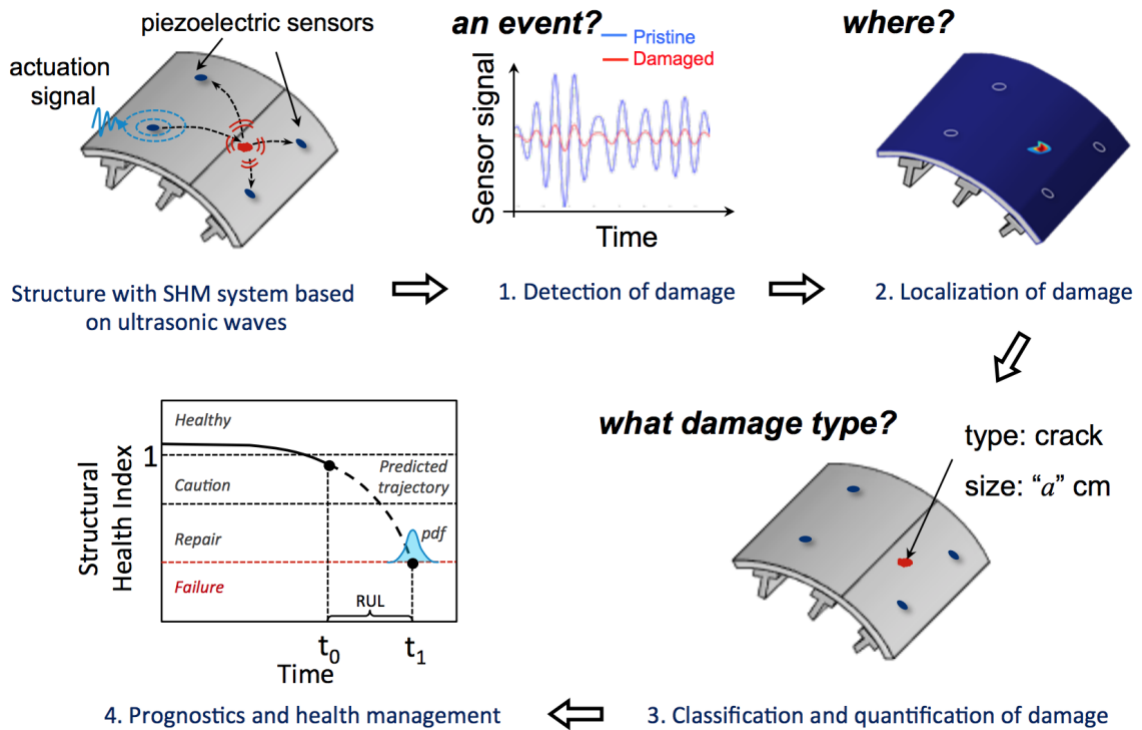 piezoelectric sensors
actuation
signal
Structure with SHM system based
on ultrasonic waves
an event?
Pristine
Damaged
Sensor signal
Time
1. Detection of damage
where?
2. Localization of damage
what damage type?
type: crack
size: “a” cm
3. Classification and quantification of damage
Structural
Health Index
1
Healthy
Caution
Predicted
trajectory
Repair
pdf
Failure
RUL
t₀
t₁
Time
4. Prognostics and health management